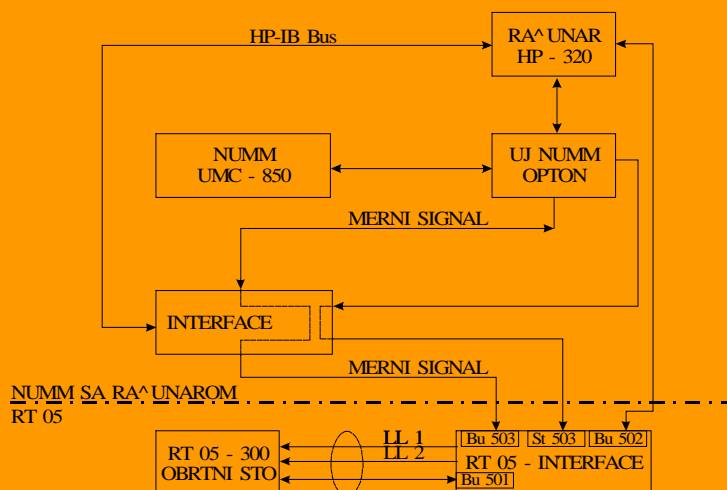 HP-IB Bus
RA^UNAR
HP - 320
NUMM
UMC - 850
UJ NUMM
OPTON
MERNI SIGNAL
INTERFACE
MERNI SIGNAL
NUMM SA RA^UNAROM
RT 05
RT 05 - 300
OBRTNI STO
LL 1
LL 2
Bu 503
St 503
Bu 502
RT 05 - INTERFACE
Bu 501